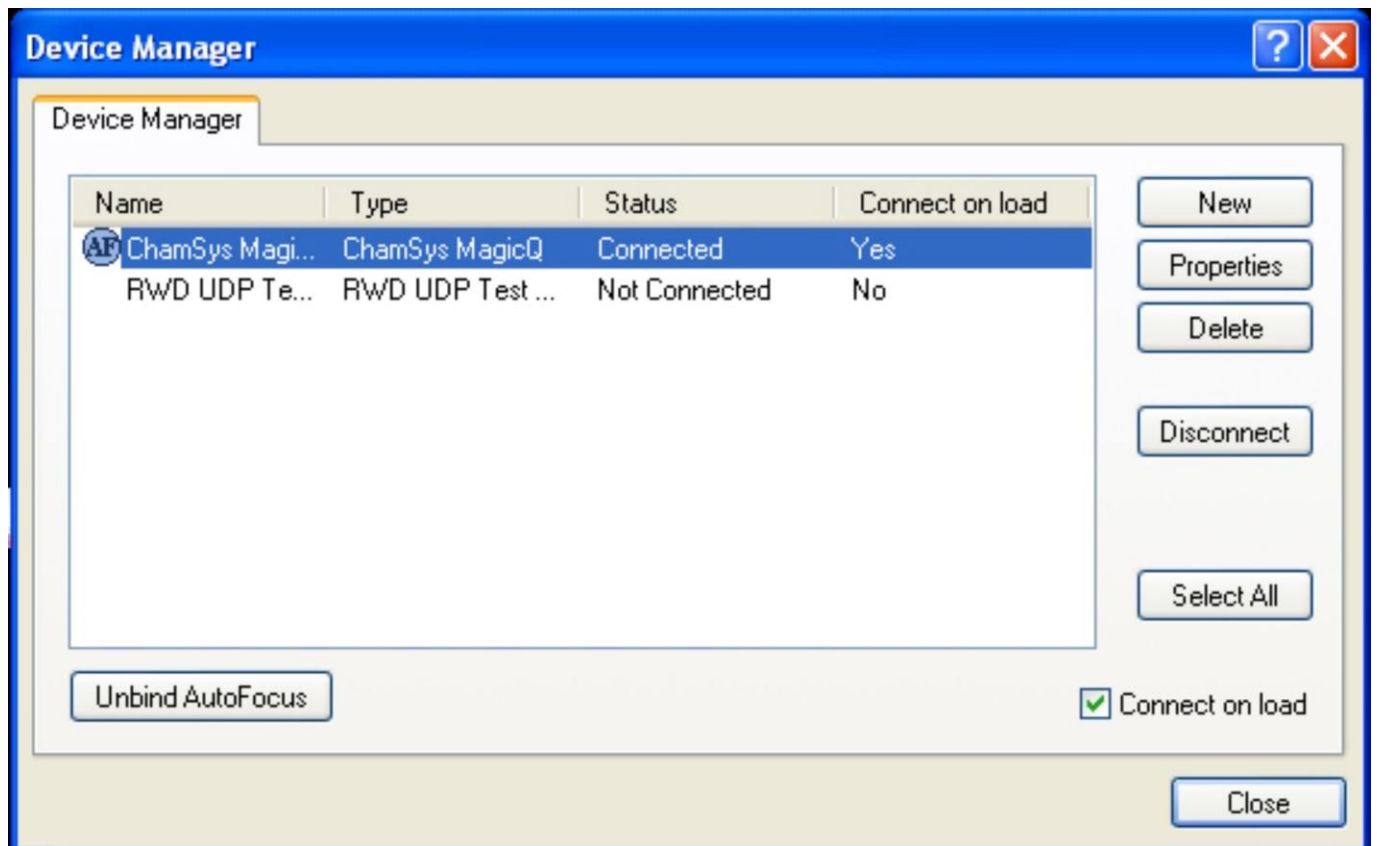 Device Manager
Device Manager
Name Type Status Connect on load
AF ChamSys Magi... ChamSys MagicQ Connected Yes
RWD UDP Te... RWD UDP Test ... Not Connected No
New
Properties
Delete
Disconnect
Select All
Unbind AutoFocus
Connect on load
Close